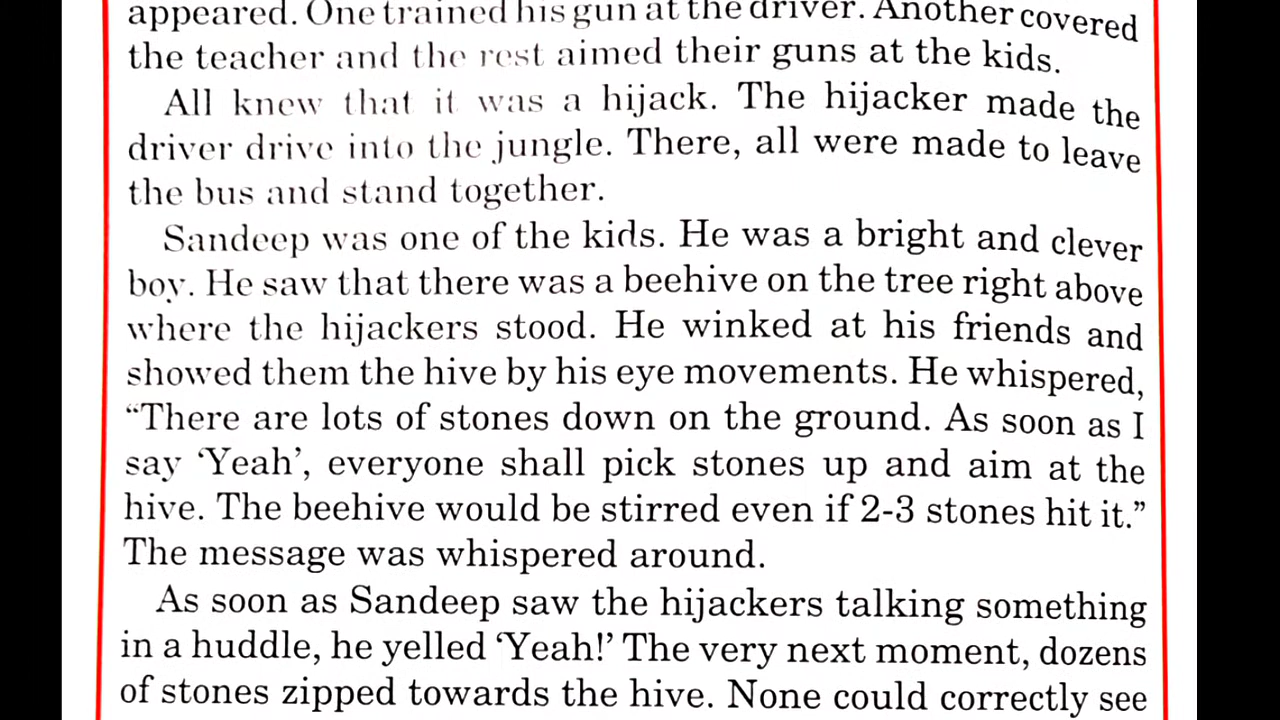 appeared. One trained his gun at the driver. Another covered
the teacher and the rest aimed their guns at the kids.
All knew that it was a hijack. The hijacker made the
driver drive into the jungle. There, all were made to leave
the bus and stand together.
Sandeep was one of the kids. He was a bright and clever
boy. He saw that there was a beehive on the tree right above
where the hijackers stood. He winked at his friends and
showed them the hive by his eye movements. He whispered,
“There are lots of stones down on the ground. As soon as I
say ‘Yeah’, everyone shall pick stones up and aim at the
hive. The beehive would be stirred even if 2-3 stones hit it.”
The message was whispered around.
As soon as Sandeep saw the hijackers talking something
in a huddle, he yelled ‘Yeah!’ The very next moment, dozens
of stones zipped towards the hive. None could correctly see